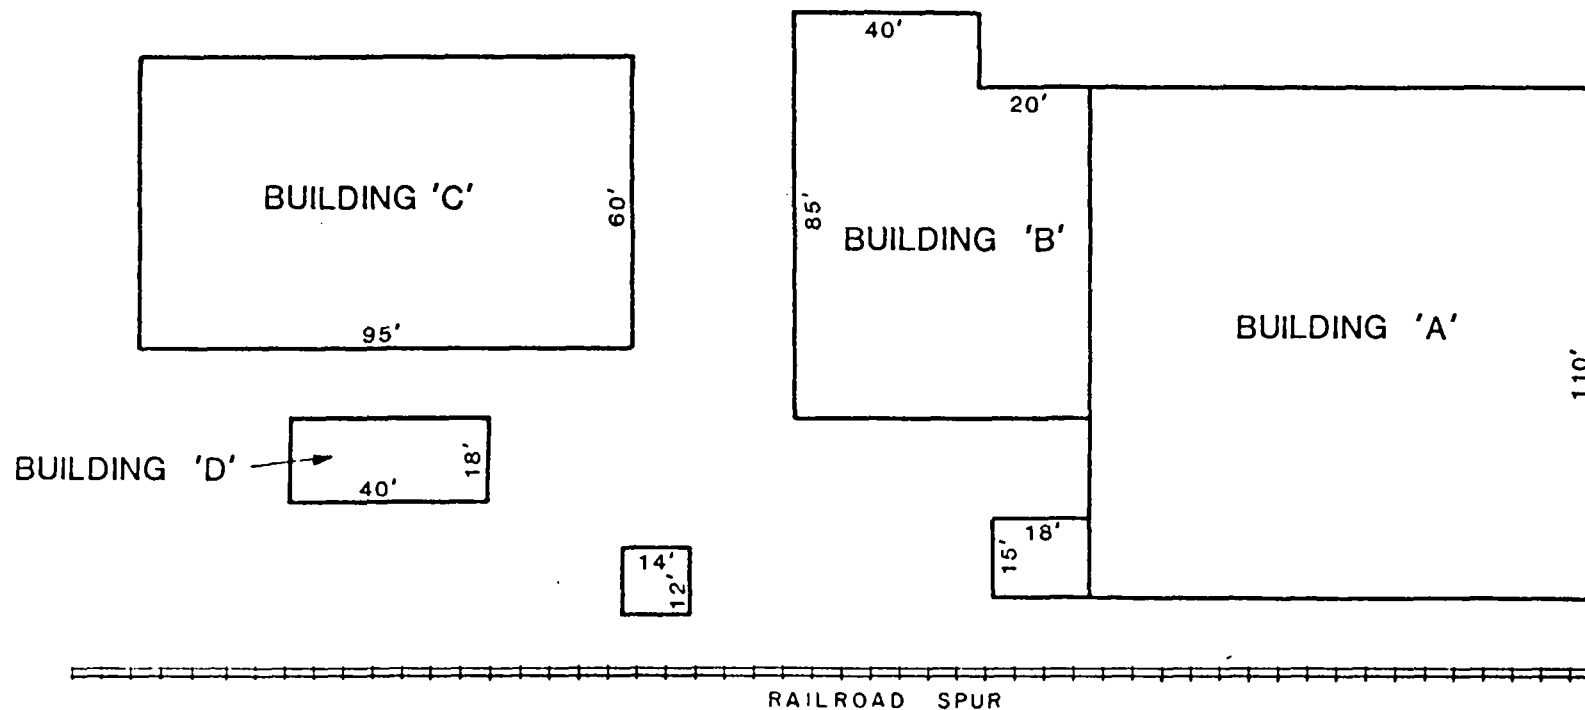 40'
20'
BUILDING 'C'
60'
85'
BUILDING 'B'
BUILDING 'A'
95'
110'
BUILDING 'D'
18'
40'
18'
15'
14'
12'
RAILROAD SPUR